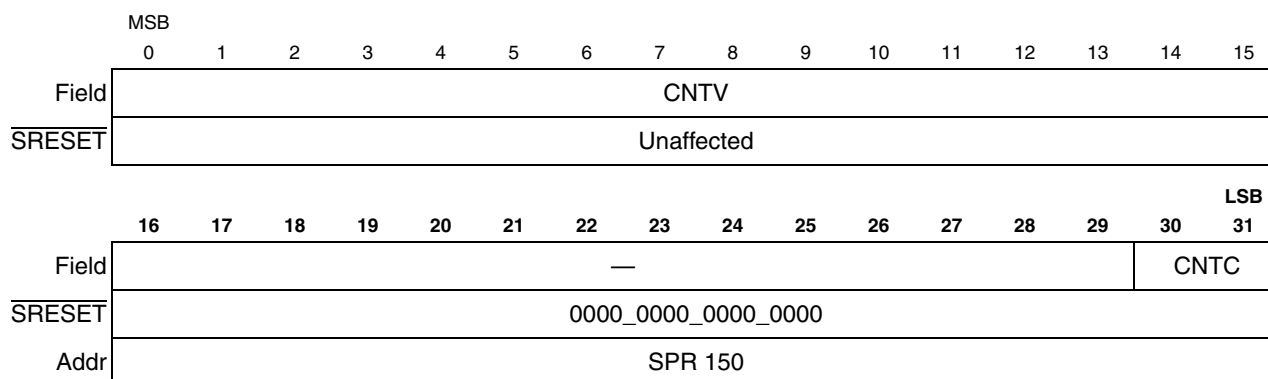 MSB
0 1 2 3 4 5 6 7 8 9 10 11 12 13 14 15
Field CNTV
SRESET Unaffected
LSB
16 17 18 19 20 21 22 23 24 25 26 27 28 29 30 31
Field — CNTC
SRESET 0000_0000_0000_0000
Addr SPR 150